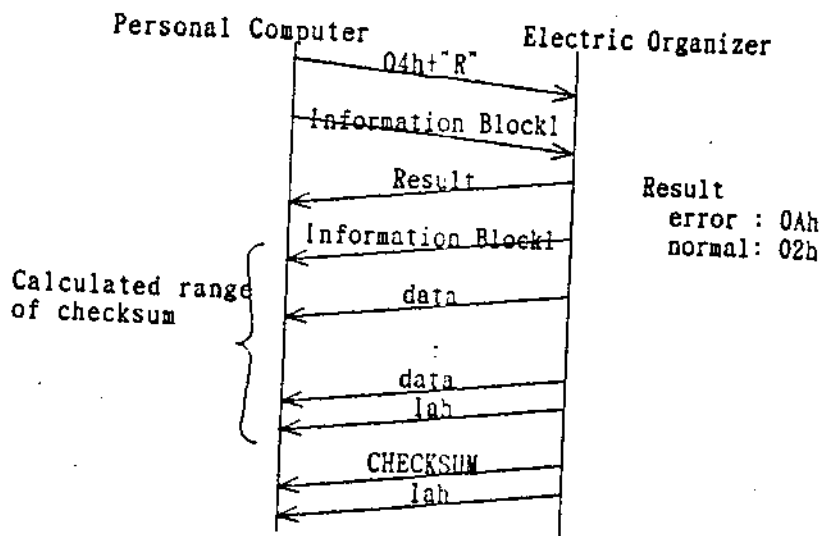 Personal Computer
Electric Organizer
04h+"R"
Information Block1
Result
Result
error : 0Ah
normal: 02h
Information Block1
Calculated range
of checksum
data
:
data
1ah
CHECKSUM
1ah